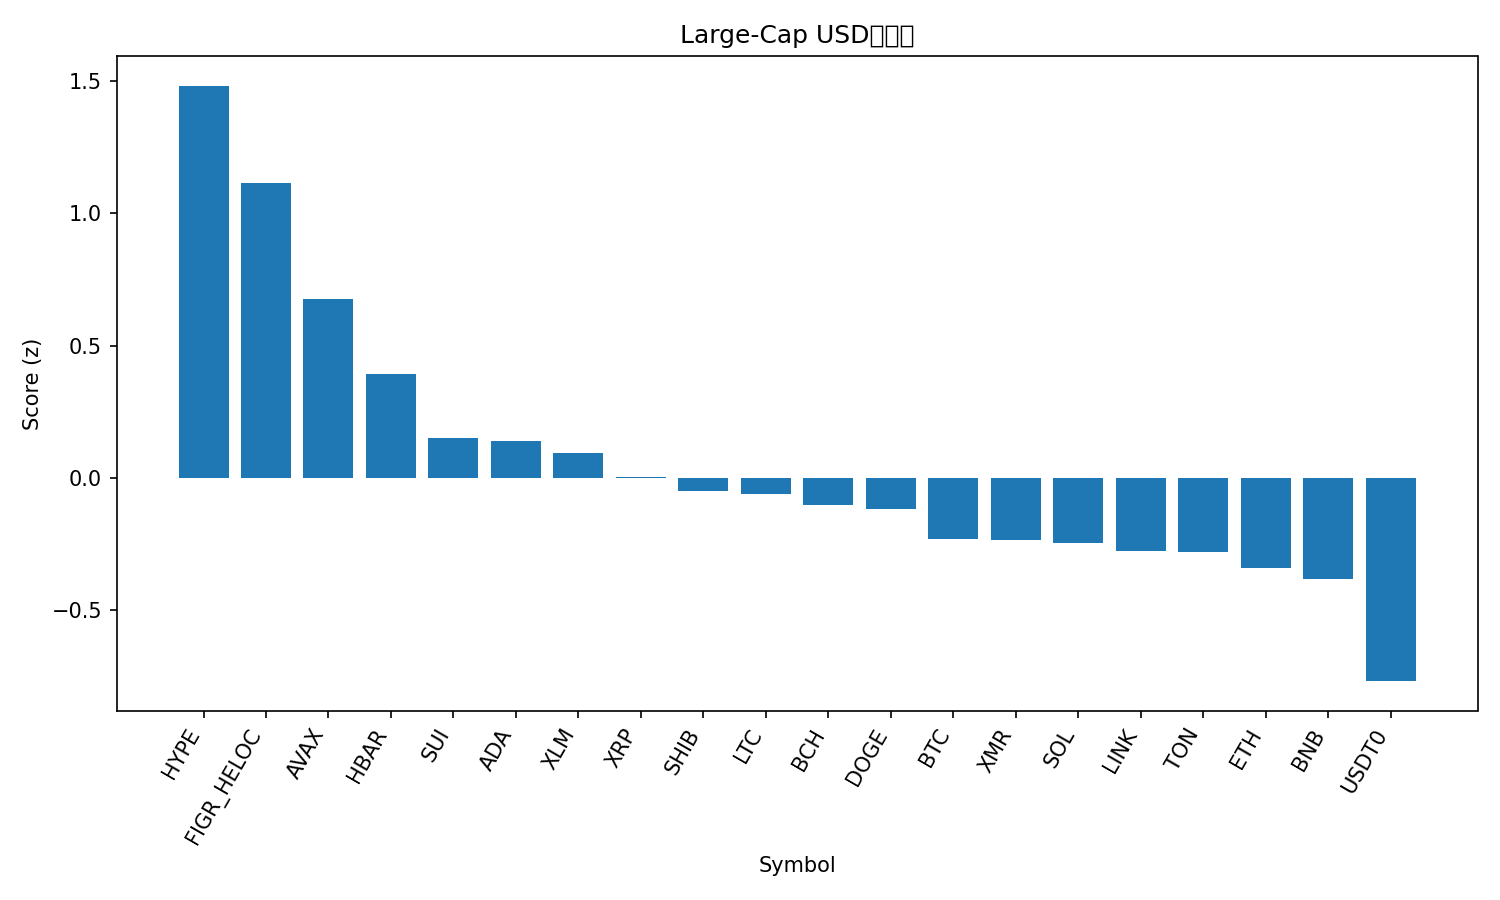 Large-Cap USD
Score (z)
1.5
1.0
0.5
0.0
−0.5
HYPE
FIGR_HELOC
AVAX
HBAR
SUI
ADA
XLM
XRP
SHIB
LTC
BCH
DOGE
BTC
XMR
SOL
LINK
TON
ETH
BNB
USDT0
Symbol